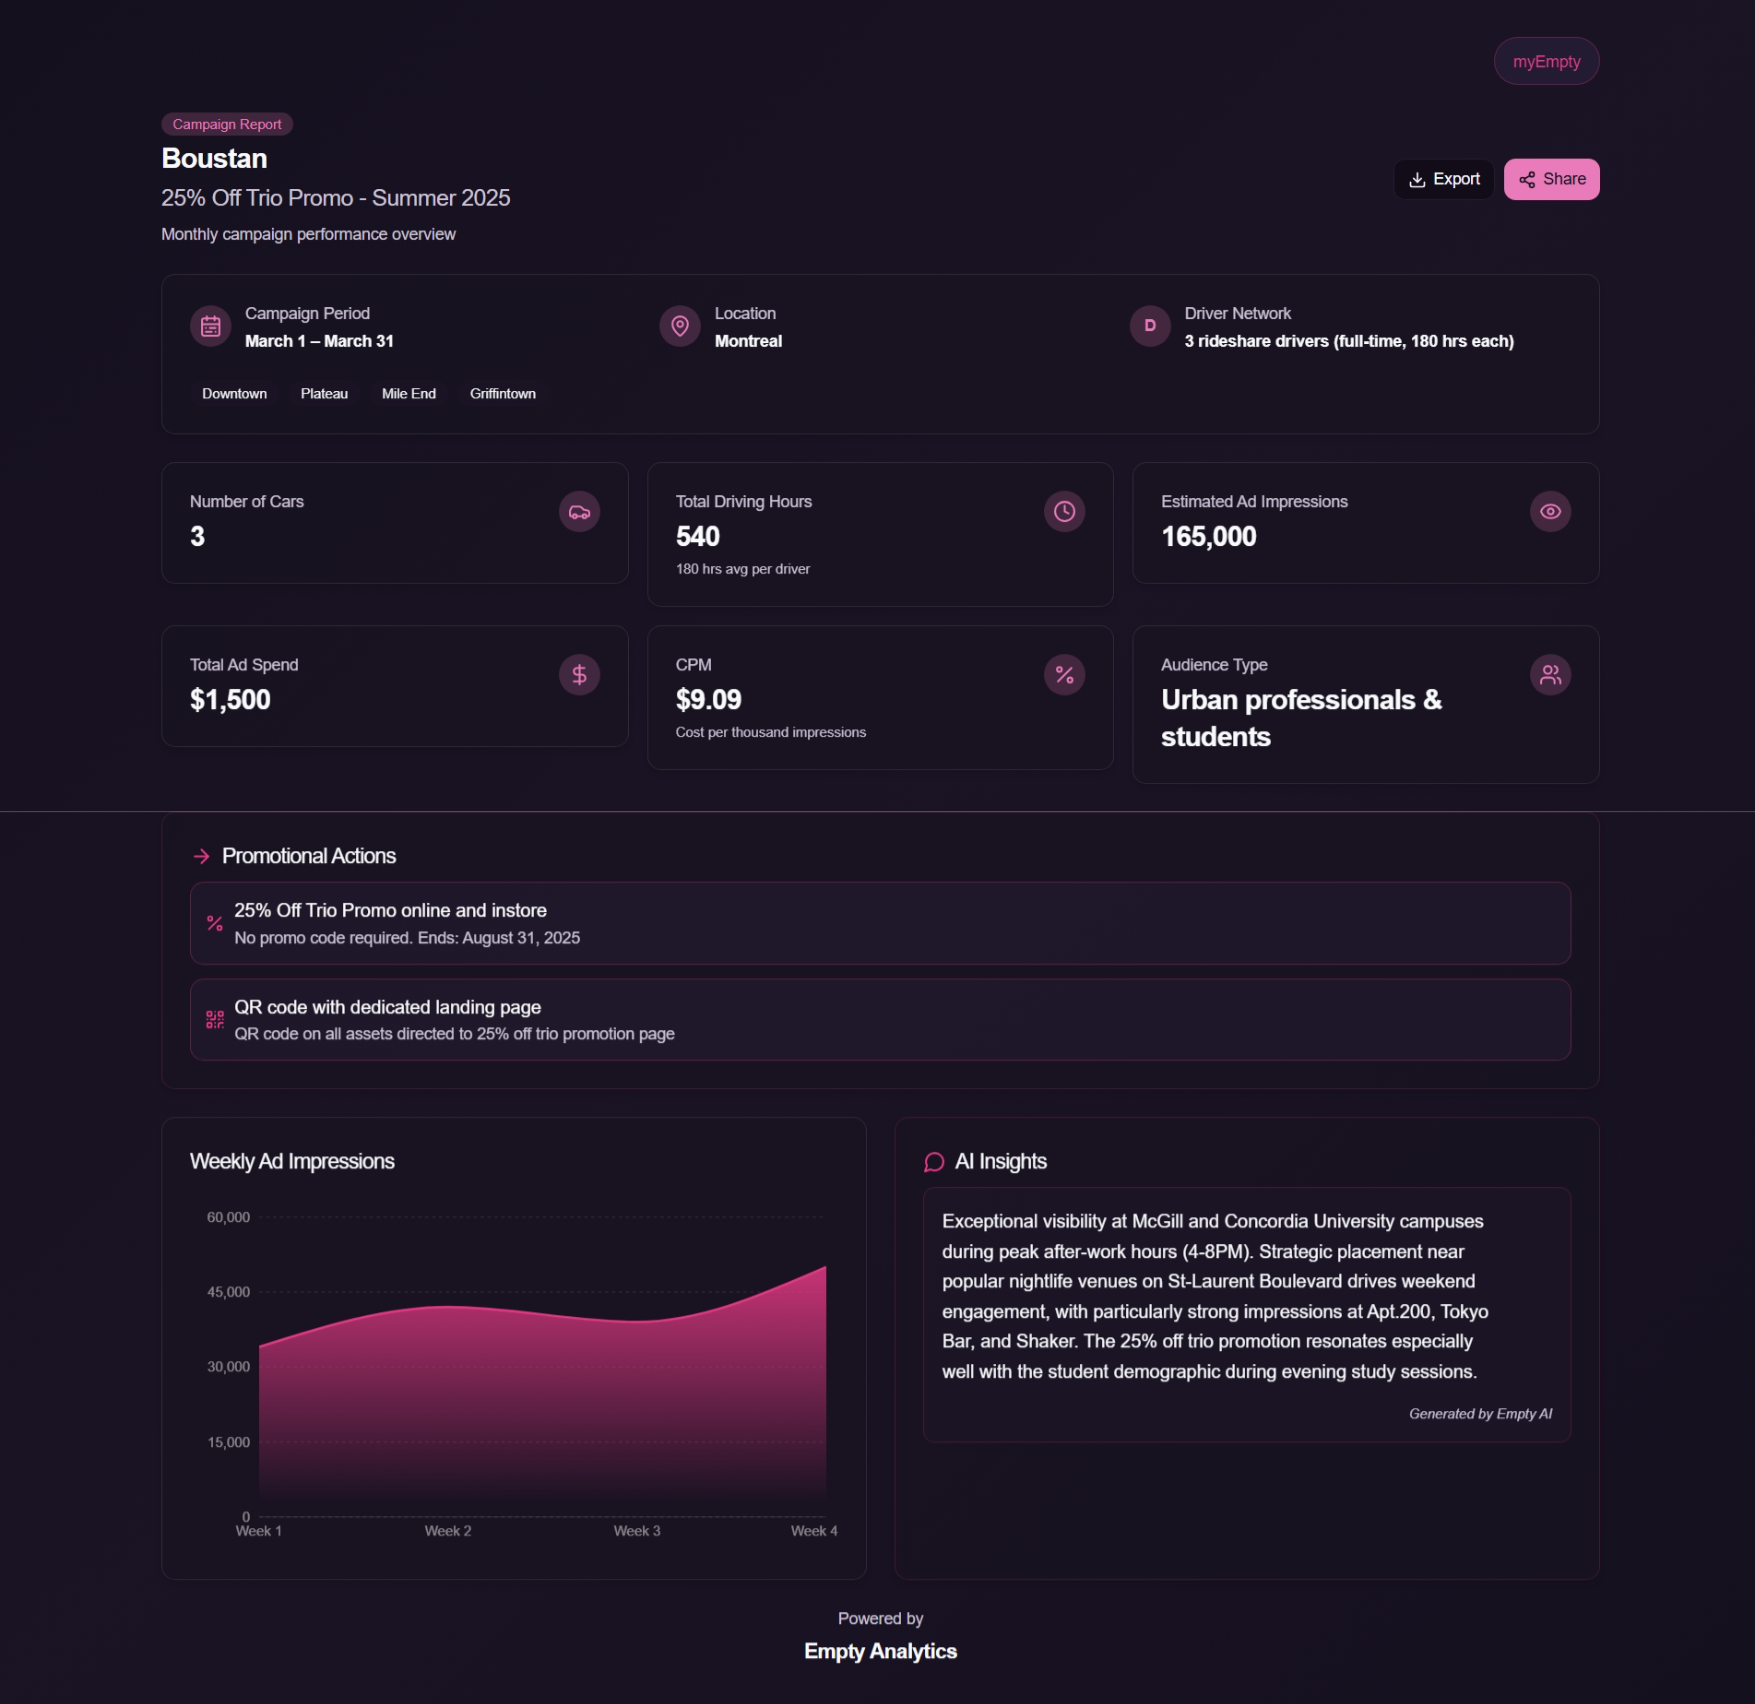 myEmpty
Campaign Report
Boustan
25% Off Trio Promo - Summer 2025
Monthly campaign performance overview
Export
Share
Campaign Period
March 1 – March 31
Location
Montreal
D
Driver Network
3 rideshare drivers (full-time, 180 hrs each)
Downtown
Plateau
Mile End
Griffintown
Number of Cars
3
Total Driving Hours
540
180 hrs avg per driver
Estimated Ad Impressions
165,000
Total Ad Spend
$1,500
CPM
$9.09
Cost per thousand impressions
Audience Type
Urban professionals &
students
Promotional Actions
25% Off Trio Promo online and instore
No promo code required. Ends: August 31, 2025
QR code with dedicated landing page
QR code on all assets directed to 25% off trio promotion page
Weekly Ad Impressions
60,000
45,000
30,000
15,000
0
Week 1
Week 2
Week 3
Week 4
AI Insights
Exceptional visibility at McGill and Concordia University campuses
during peak after-work hours (4-8PM). Strategic placement near
popular nightlife venues on St-Laurent Boulevard drives weekend
engagement, with particularly strong impressions at Apt.200, Tokyo
Bar, and Shaker. The 25% off trio promotion resonates especially
well with the student demographic during evening study sessions.
Generated by Empty AI
Powered by
Empty Analytics